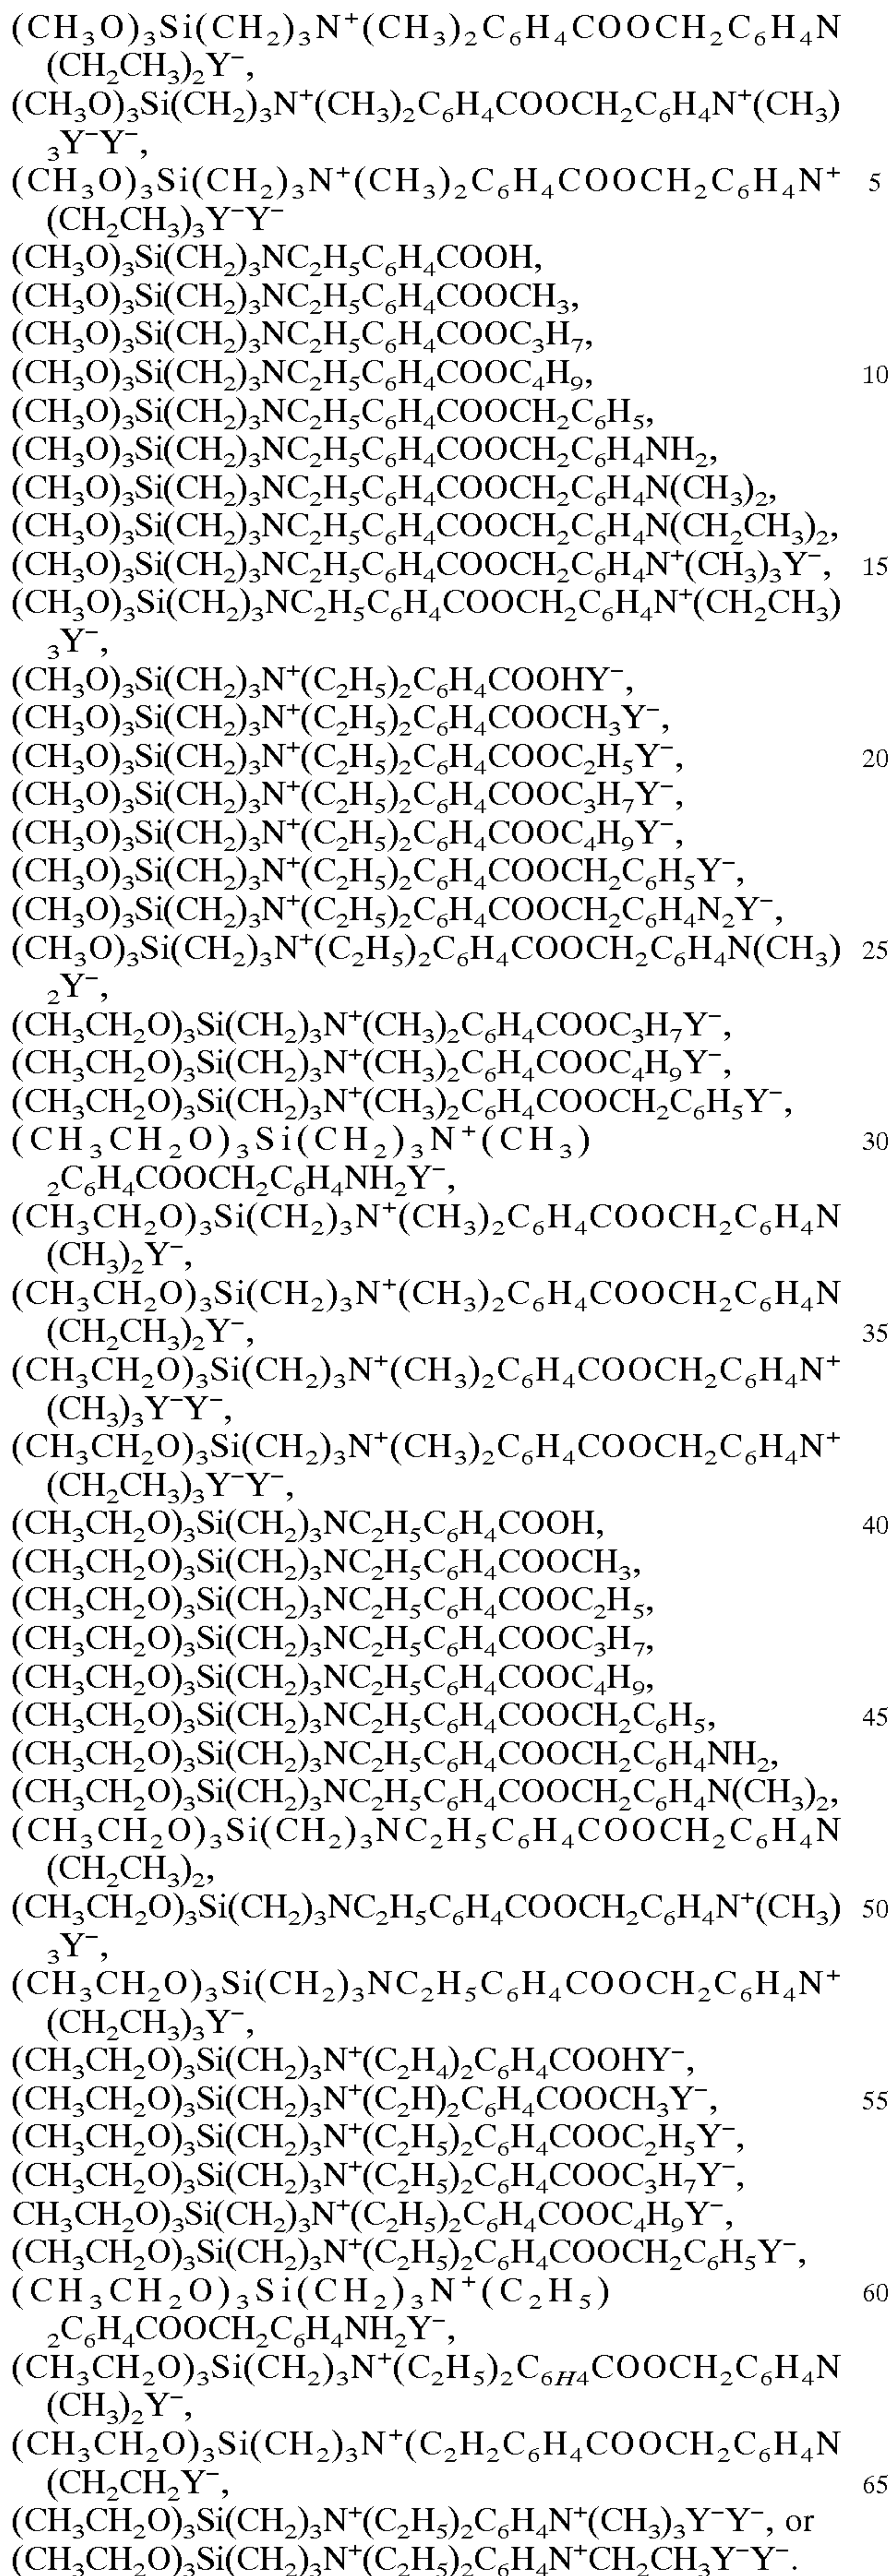 (CH₃O)₃Si(CH₂)₃N⁺(CH₃)₂C₆H₄COOCH₂C₆H₄N
(CH₂CH₃)₂Y⁻,
(CH₃O)₃Si(CH₂)₃N⁺(CH₃)₂C₆H₄COOCH₂C₆H₄N⁺(CH₃)
₃Y⁻Y⁻,
(CH₃O)₃Si(CH₂)₃N⁺(CH₃)₂C₆H₄COOCH₂C₆H₄N⁺ 5
(CH₂CH₃)₃Y⁻Y⁻
(CH₃O)₃Si(CH₂)₃NC₂H₅C₆H₄COOH,
(CH₃O)₃Si(CH₂)₃NC₂H₅C₆H₄COOCH₃,
(CH₃O)₃Si(CH₂)₃NC₂H₅C₆H₄COOC₃H₇,
(CH₃O)₃Si(CH₂)₃NC₂H₅C₆H₄COOC₄H₉, 10
(CH₃O)₃Si(CH₂)₃NC₂H₅C₆H₄COOCH₂C₆H₅,
(CH₃O)₃Si(CH₂)₃NC₂H₅C₆H₄COOCH₂C₆H₄NH₂,
(CH₃O)₃Si(CH₂)₃NC₂H₅C₆H₄COOCH₂C₆H₄N(CH₃)₂,
(CH₃O)₃Si(CH₂)₃NC₂H₅C₆H₄COOCH₂C₆H₄N(CH₂CH₃)₂,
(CH₃O)₃Si(CH₂)₃NC₂H₅C₆H₄COOCH₂C₆H₄N⁺(CH₃)₃Y⁻, 15
(CH₃O)₃Si(CH₂)₃NC₂H₅C₆H₄COOCH₂C₆H₄N⁺(CH₂CH₃)
₃Y⁻,
(CH₃O)₃Si(CH₂)₃N⁺(C₂H₅)₂C₆H₄COOHY⁻,
(CH₃O)₃Si(CH₂)₃N⁺(C₂H₅)₂C₆H₄COOCH₃Y⁻,
(CH₃O)₃Si(CH₂)₃N⁺(C₂H₅)₂C₆H₄COOC₂H₅Y⁻, 20
(CH₃O)₃Si(CH₂)₃N⁺(C₂H₅)₂C₆H₄COOC₃H₇Y⁻,
(CH₃O)₃Si(CH₂)₃N⁺(C₂H₅)₂C₆H₄COOC₄H₉Y⁻,
(CH₃O)₃Si(CH₂)₃N⁺(C₂H₅)₂C₆H₄COOCH₂C₆H₅Y⁻,
(CH₃O)₃Si(CH₂)₃N⁺(C₂H₅)₂C₆H₄COOCH₂C₆H₄N₂Y⁻,
(CH₃O)₃Si(CH₂)₃N⁺(C₂H₅)₂C₆H₄COOCH₂C₆H₄N(CH₃) 25
₂Y⁻,
(CH₃CH₂O)₃Si(CH₂)₃N⁺(CH₃)₂C₆H₄COOC₃H₇Y⁻,
(CH₃CH₂O)₃Si(CH₂)₃N⁺(CH₃)₂C₆H₄COOC₄H₉Y⁻,
(CH₃CH₂O)₃Si(CH₂)₃N⁺(CH₃)₂C₆H₄COOCH₂C₆H₅Y⁻,
(CH₃CH₂O)₃Si(CH₂)₃N⁺(CH₃) 30
₂C₆H₄COOCH₂C₆H₄NH₂Y⁻,
(CH₃CH₂O)₃Si(CH₂)₃N⁺(CH₃)₂C₆H₄COOCH₂C₆H₄N
(CH₃)₂Y⁻,
(CH₃CH₂O)₃Si(CH₂)₃N⁺(CH₃)₂C₆H₄COOCH₂C₆H₄N
(CH₂CH₃)₂Y⁻, 35
(CH₃CH₂O)₃Si(CH₂)₃N⁺(CH₃)₂C₆H₄COOCH₂C₆H₄N⁺
(CH₃)₃Y⁻Y⁻,
(CH₃CH₂O)₃Si(CH₂)₃N⁺(CH₃)₂C₆H₄COOCH₂C₆H₄N⁺
(CH₂CH₃)₃Y⁻Y⁻,
(CH₃CH₂O)₃Si(CH₂)₃NC₂H₅C₆H₄COOH, 40
(CH₃CH₂O)₃Si(CH₂)₃NC₂H₅C₆H₄COOCH₃,
(CH₃CH₂O)₃Si(CH₂)₃NC₂H₅C₆H₄COOC₂H₅,
(CH₃CH₂O)₃Si(CH₂)₃NC₂H₅C₆H₄COOC₃H₇,
(CH₃CH₂O)₃Si(CH₂)₃NC₂H₅C₆H₄COOC₄H₉,
(CH₃CH₂O)₃Si(CH₂)₃NC₂H₅C₆H₄COOCH₂C₆H₅, 45
(CH₃CH₂O)₃Si(CH₂)₃NC₂H₅C₆H₄COOCH₂C₆H₄NH₂,
(CH₃CH₂O)₃Si(CH₂)₃NC₂H₅C₆H₄COOCH₂C₆H₄N(CH₃)₂,
(CH₃CH₂O)₃Si(CH₂)₃NC₂H₅C₆H₄COOCH₂C₆H₄N
(CH₂CH₃)₂,
(CH₃CH₂O)₃Si(CH₂)₃NC₂H₅C₆H₄COOCH₂C₆H₄N⁺(CH₃) 50
₃Y⁻,
(CH₃CH₂O)₃Si(CH₂)₃NC₂H₅C₆H₄COOCH₂C₆H₄N⁺
(CH₂CH₃)₃Y⁻,
(CH₃CH₂O)₃Si(CH₂)₃N⁺(C₂H₄)₂C₆H₄COOHY⁻,
(CH₃CH₂O)₃Si(CH₂)₃N⁺(C₂H)₂C₆H₄COOCH₃Y⁻, 55
(CH₃CH₂O)₃Si(CH₂)₃N⁺(C₂H₅)₂C₆H₄COOC₂H₅Y⁻,
(CH₃CH₂O)₃Si(CH₂)₃N⁺(C₂H₅)₂C₆H₄COOC₃H₇Y⁻,
CH₃CH₂O)₃Si(CH₂)₃N⁺(C₂H₅)₂C₆H₄COOC₄H₉Y⁻,
(CH₃CH₂O)₃Si(CH₂)₃N⁺(C₂H₅)₂C₆H₄COOCH₂C₆H₅Y⁻,
(CH₃CH₂O)₃Si(CH₂)₃N⁺(C₂H₅) 60
₂C₆H₄COOCH₂C₆H₄NH₂Y⁻,
(CH₃CH₂O)₃Si(CH₂)₃N⁺(C₂H₅)₂C₆H4COOCH₂C₆H₄N
(CH₃)₂Y⁻,
(CH₃CH₂O)₃Si(CH₂)₃N⁺(C₂H₂C₆H₄COOCH₂C₆H₄N
(CH₂CH₂Y⁻, 65
(CH₃CH₂O)₃Si(CH₂)₃N⁺(C₂H₅)₂C₆H₄N⁺(CH₃)₃Y⁻Y⁻, or
(CH₃CH₂O)₃Si(CH₂)₃N⁺(C₂H₅)₂C₆H₄N⁺CH₂CH₃Y⁻Y⁻.